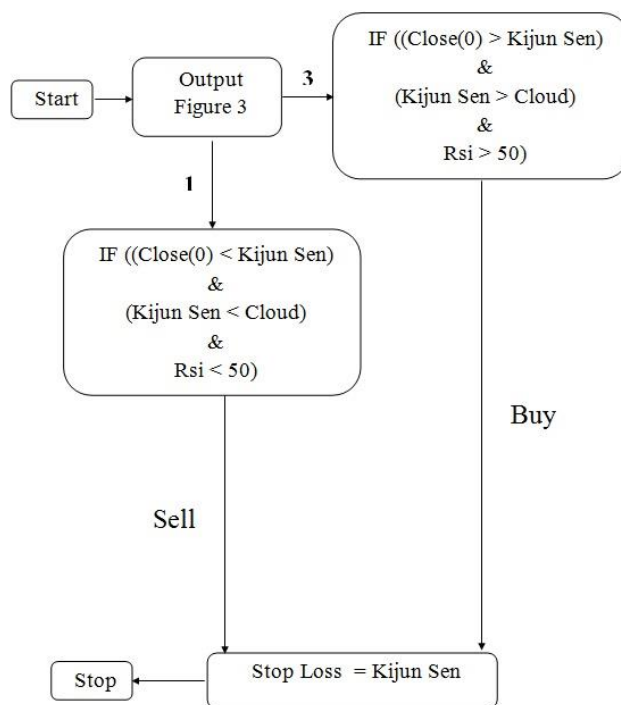 Start
Output
Figure 3
3
IF ((Close(0) > Kijun Sen)
&
(Kijun Sen > Cloud)
&
Rsi > 50)
1
IF ((Close(0) < Kijun Sen)
&
(Kijun Sen < Cloud)
&
Rsi < 50)
Buy
Sell
Stop Loss = Kijun Sen
Stop